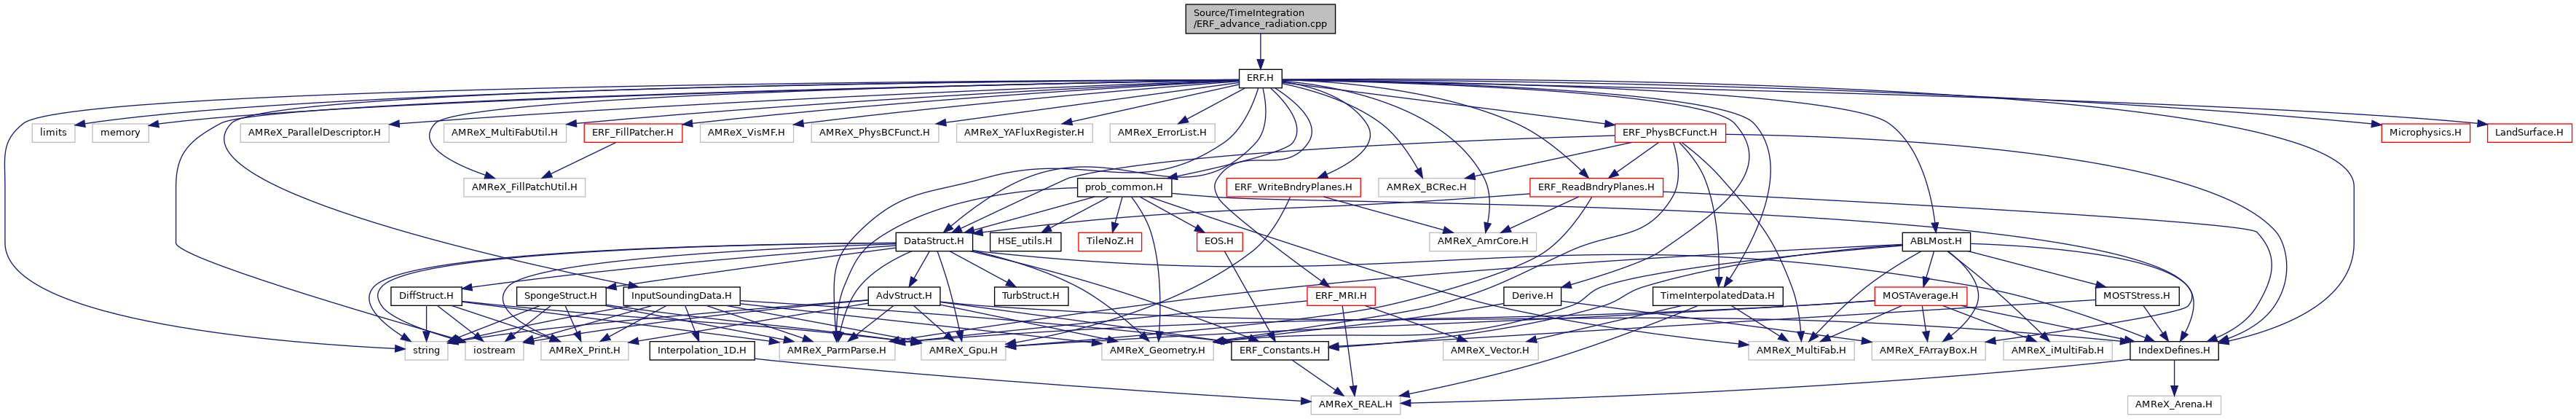 Source/TimeIntegration
/ERF_advance_radiation.cpp
ERF.H
limits
memory
AMReX_ParallelDescriptor.H
AMReX_MultiFabUtil.H
ERF_FillPatcher.H
AMReX_VisMF.H
AMReX_PhysBCFunct.H
AMReX_YAFluxRegister.H
AMReX_ErrorList.H
ERF_PhysBCFunct.H
Microphysics.H
LandSurface.H
AMReX_FillPatchUtil.H
prob_common.H
ERF_WriteBndryPlanes.H
AMReX_BCRec.H
ERF_ReadBndryPlanes.H
DataStruct.H
HSE_utils.H
TileNoZ.H
EOS.H
AMReX_AmrCore.H
ABLMost.H
DiffStruct.H
SpongeStruct.H
InputSoundingData.H
AdvStruct.H
TurbStruct.H
ERF_MRI.H
Derive.H
TimeInterpolatedData.H
MOSTAverage.H
MOSTStress.H
string
iostream
AMReX_Print.H
Interpolation_1D.H
AMReX_ParmParse.H
AMReX_Gpu.H
AMReX_Geometry.H
ERF_Constants.H
AMReX_Vector.H
AMReX_MultiFab.H
AMReX_FArrayBox.H
AMReX_iMultiFab.H
IndexDefines.H
AMReX_REAL.H
AMReX_Arena.H